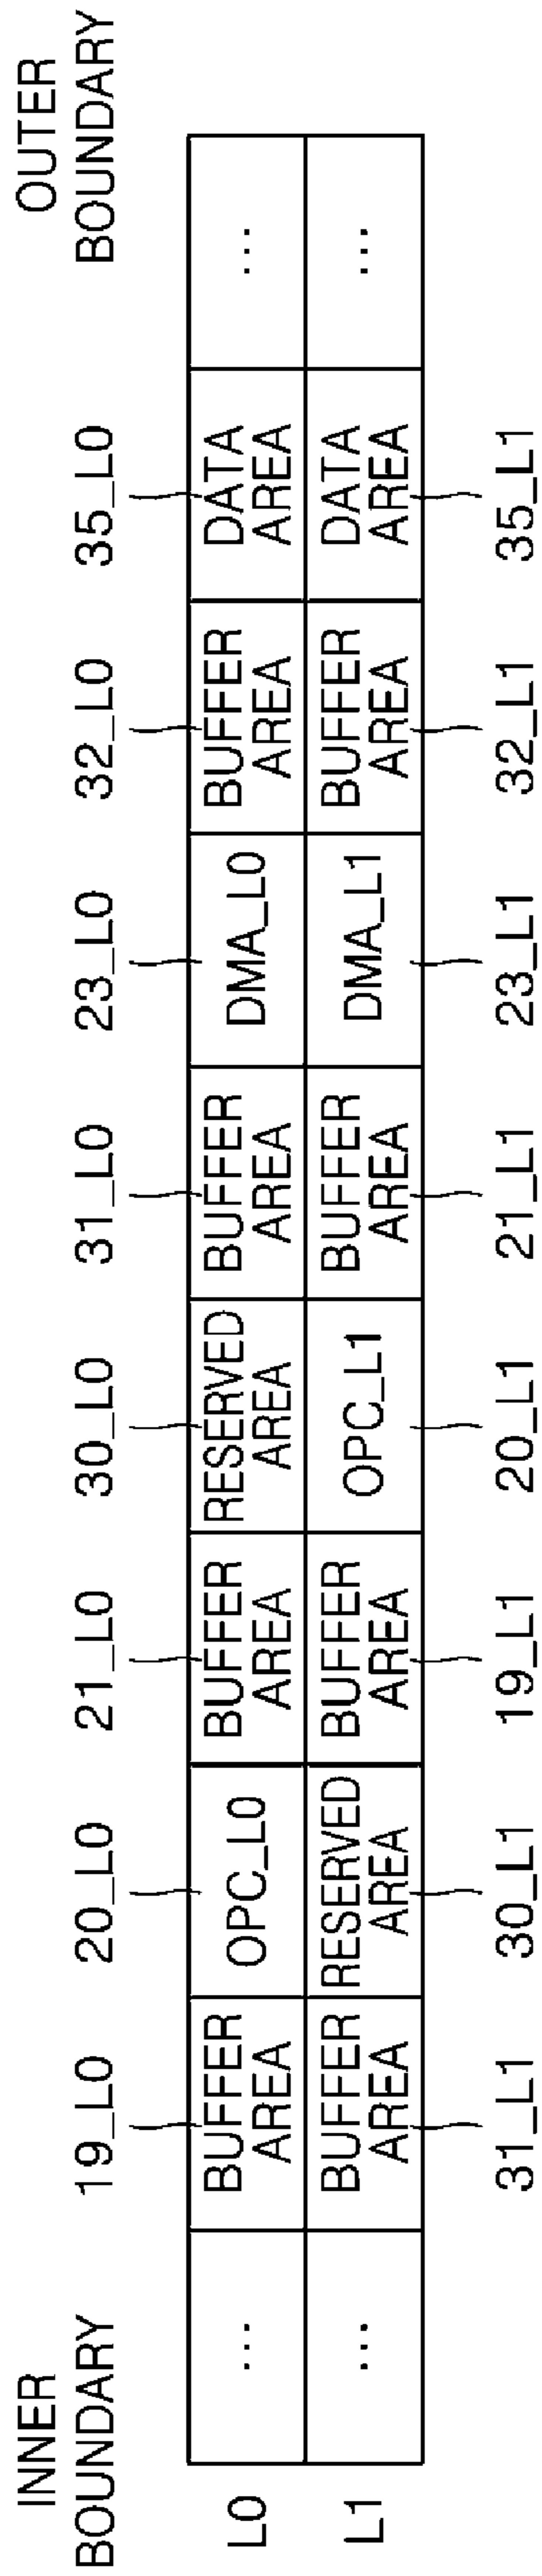 INNER
BOUNDARY
OUTER
BOUNDARY
19_L0 20_L0 21_L0 30_L0 31_L0 23_L0 32_L0 35_L0
L0 ... BUFFER AREA OPC_L0 BUFFER AREA RESERVED AREA BUFFER AREA DMA_L0 BUFFER AREA DATA AREA ...
L1 ... BUFFER AREA RESERVED AREA BUFFER AREA OPC_L1 BUFFER AREA DMA_L1 BUFFER AREA DATA AREA ...
31_L1 30_L1 19_L1 20_L1 21_L1 23_L1 32_L1 35_L1